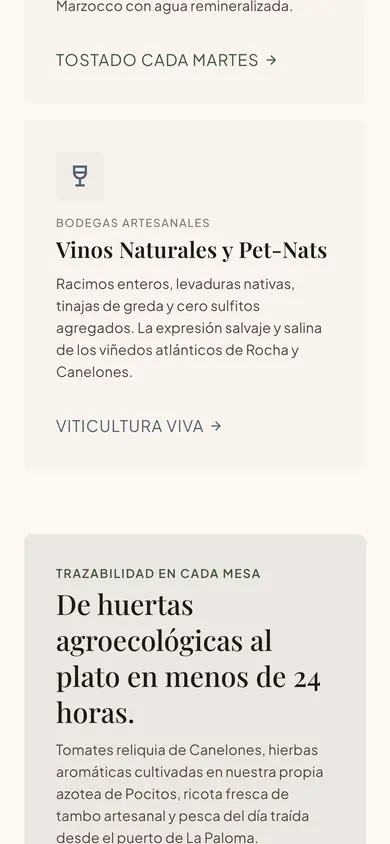 Marzocco con agua remineralizada.
TOSTADO CADA MARTES →
BODEGAS ARTESANALES
Vinos Naturales y Pet-Nats
Racimos enteros, levaduras nativas,
tinajas de greda y cero sulfitos
agregados. La expresión salvaje y salina
de los viñedos atlánticos de Rocha y
Canelones.
VITICULTURA VIVA →
TRAZABILIDAD EN CADA MESA
De huertas
agroecológicas al
plato en menos de 24
horas.
Tomates reliquia de Canelones, hierbas
aromáticas cultivadas en nuestra propia
azotea de Pocitos, ricota fresca de
tambo artesanal y pesca del día traída
desde el puerto de La Paloma.